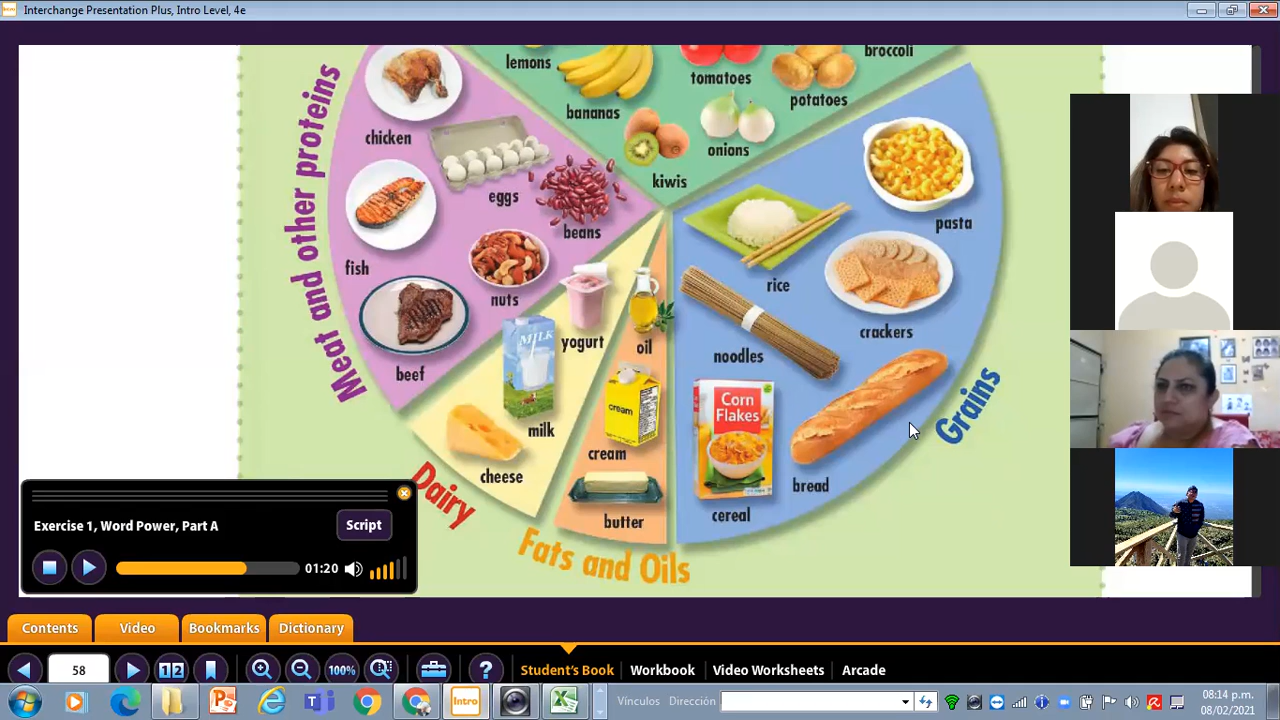 Interchange Presentation Plus, Intro Level, 4e
lemons
bananas
kiwis
tomatoes
onions
potatoes
broccoli
Meat and other proteins
chicken
eggs
fish
beans
nuts
beef
yogurt
MILK
milk
cheese
Dairy
oil
cream
cream
butter
Fats and Oils
pasta
rice
crackers
noodles
Corn
Flakes
cereal
bread
Grains
Exercise 1, Word Power, Part A
Script
01:20
Contents
Video
Bookmarks
Dictionary
58
12
100%
?
Student's Book
Workbook
Video Worksheets
Arcade
Intro
Vínculos
Dirección
08:14 p.m.
08/02/2021